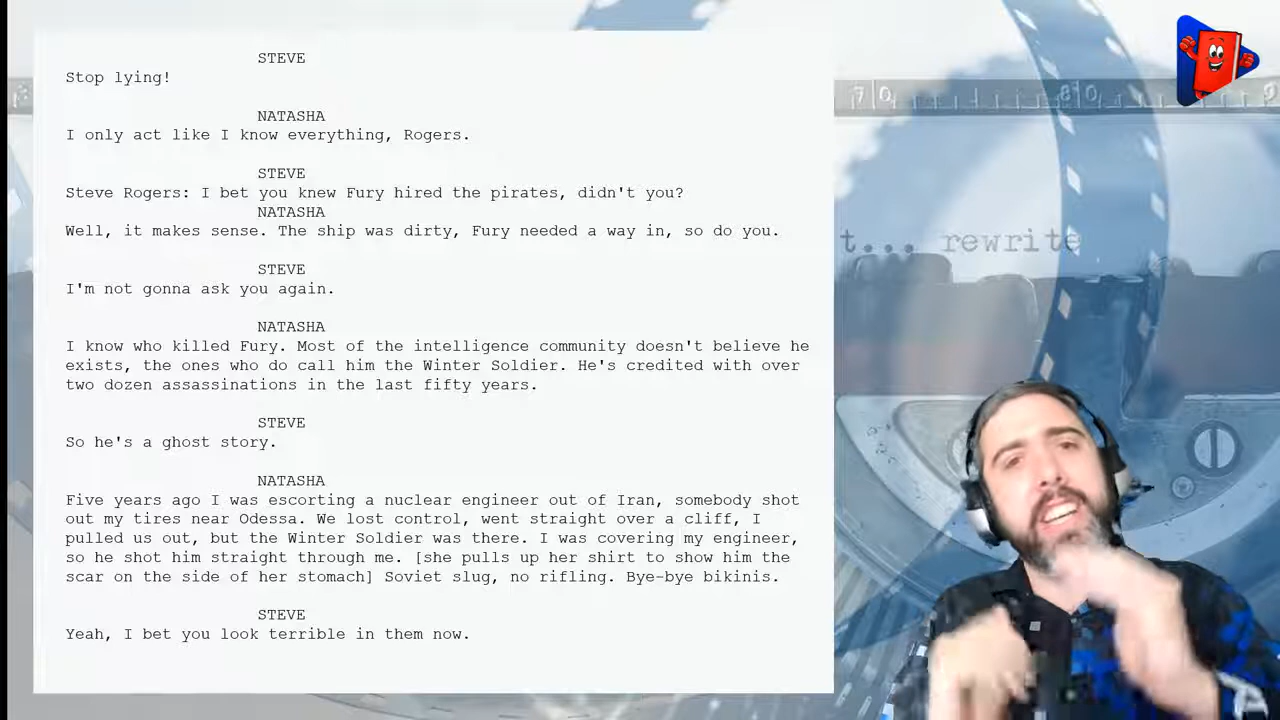 STEVE
Stop lying!
NATASHA
I only act like I know everything, Rogers.
STEVE
Steve Rogers: I bet you knew Fury hired the pirates, didn't you?
NATASHA
Well, it makes sense. The ship was dirty, Fury needed a way in, so do you.
STEVE
I'm not gonna ask you again.
NATASHA
I know who killed Fury. Most of the intelligence community doesn't believe he
exists, the ones who do call him the Winter Soldier. He's credited with over
two dozen assassinations in the last fifty years.
STEVE
So he's a ghost story.
NATASHA
Five years ago I was escorting a nuclear engineer out of Iran, somebody shot
out my tires near Odessa. We lost control, went straight over a cliff, I
pulled us out, but the Winter Soldier was there. I was covering my engineer,
so he shot him straight through me. [she pulls up her shirt to show him the
scar on the side of her stomach] Soviet slug, no rifling. Bye-bye bikinis.
STEVE
Yeah, I bet you look terrible in them now.
70 80
t... rewrite